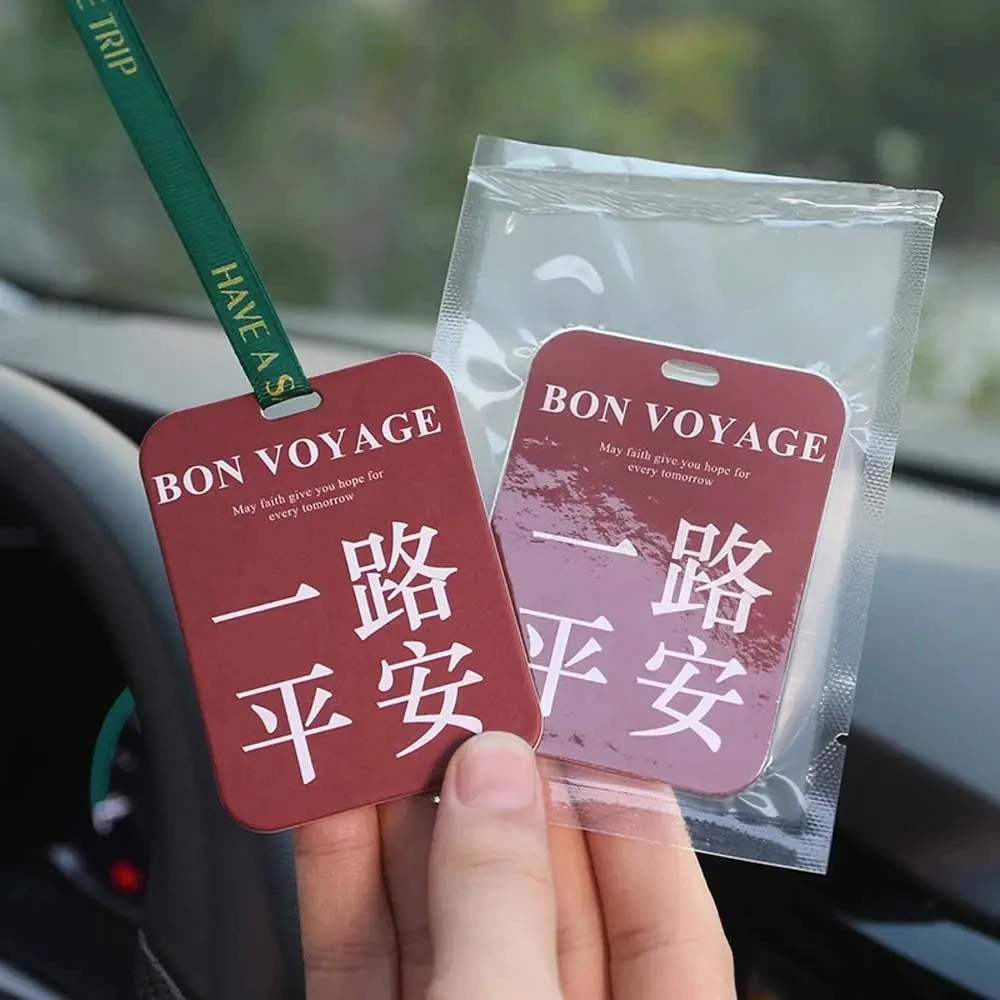 E TRIP
HAVE A S
BON VOYAGE
May faith give you hope for
every tomorrow
一路
平安
BON VOYAGE
May faith give you hope for
every tomorrow
一路
平安